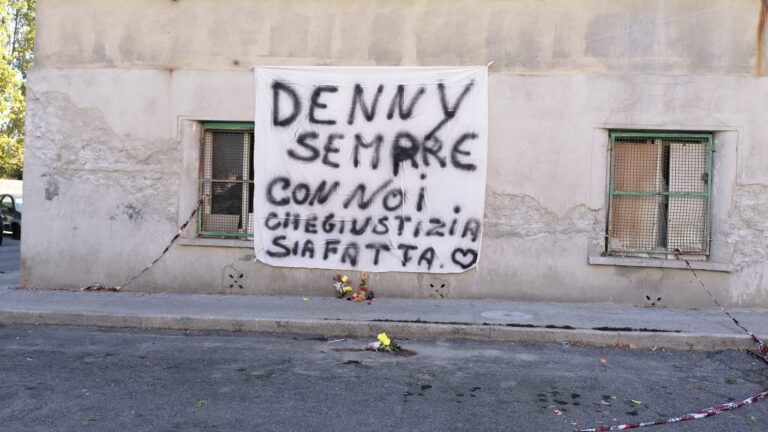 DENNY
SEMPRE
CON NOI.
CHE GIUSTIZIA
SIA FATTA. ♡